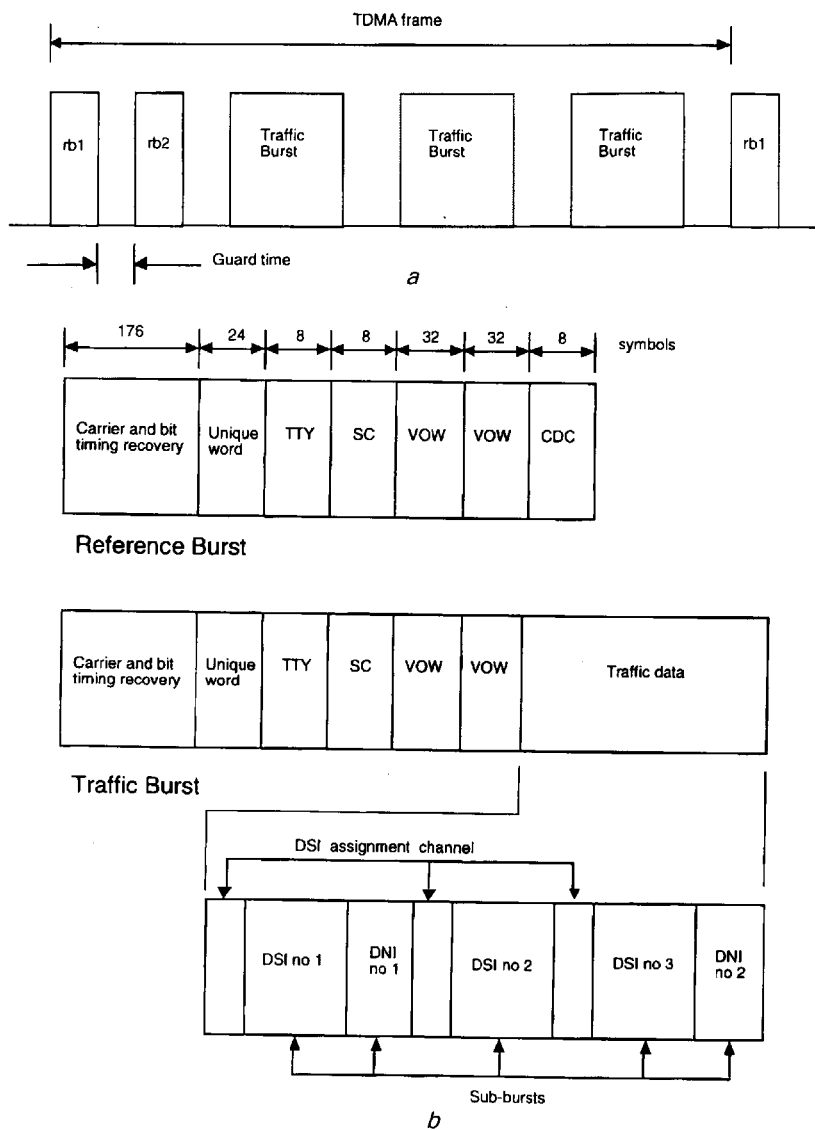 TDMA frame
rb1
rb2
Traffic
Burst
Traffic
Burst
Traffic
Burst
rb1
Guard time
a
176
24
8
8
32
32
8
symbols
Carrier and bit
timing recovery
Unique
word
TTY
SC
VOW
VOW
CDC
Reference Burst
Carrier and bit
timing recovery
Unique
word
TTY
SC
VOW
VOW
Traffic data
Traffic Burst
DSI assignment channel
DSI no 1
DNI
no 1
DSI no 2
DSI no 3
DNI
no 2
Sub-bursts
b